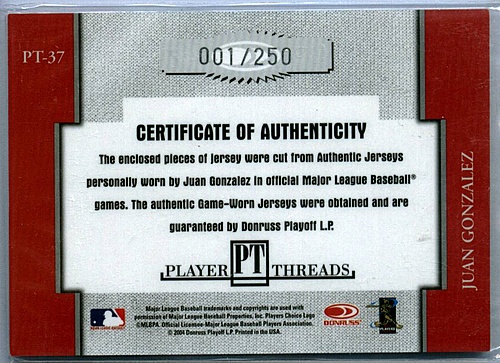 PT-37
001/250
CERTIFICATE OF AUTHENTICITY
The enclosed pieces of jersey were cut from Authentic Jerseys
personally worn by Juan Gonzalez in official Major League Baseball®
games. The authentic Game-Worn Jerseys were obtained and are
guaranteed by Donruss Playoff L.P.
PLAYER PT THREADS
JUAN GONZALEZ
Major League Baseball trademarks and copyrights are used with
permission of Major League Baseball Properties, Inc. Players Choice Logo
©MLBPA. Official Licensee-Major League Baseball Players Association.
© 2004 Donruss Playoff L.P. Printed in the USA.
DONRUSS